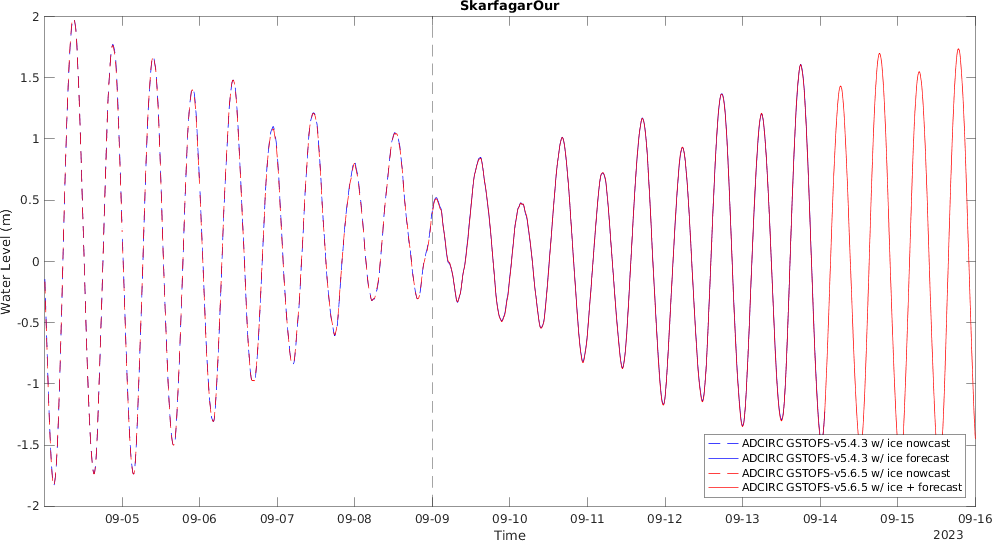 SkarfagarOur
Water Level (m)
2
1.5
1
0.5
0
-0.5
-1
-1.5
-2
ADCIRC GSTOFS-v5.4.3 w/ ice nowcast
ADCIRC GSTOFS-v5.4.3 w/ ice forecast
ADCIRC GSTOFS-v5.6.5 w/ ice nowcast
ADCIRC GSTOFS-v5.6.5 w/ ice + forecast
09-05 09-06 09-07 09-08 09-09 09-10 09-11 09-12 09-13 09-14 09-15 09-16
Time
2023